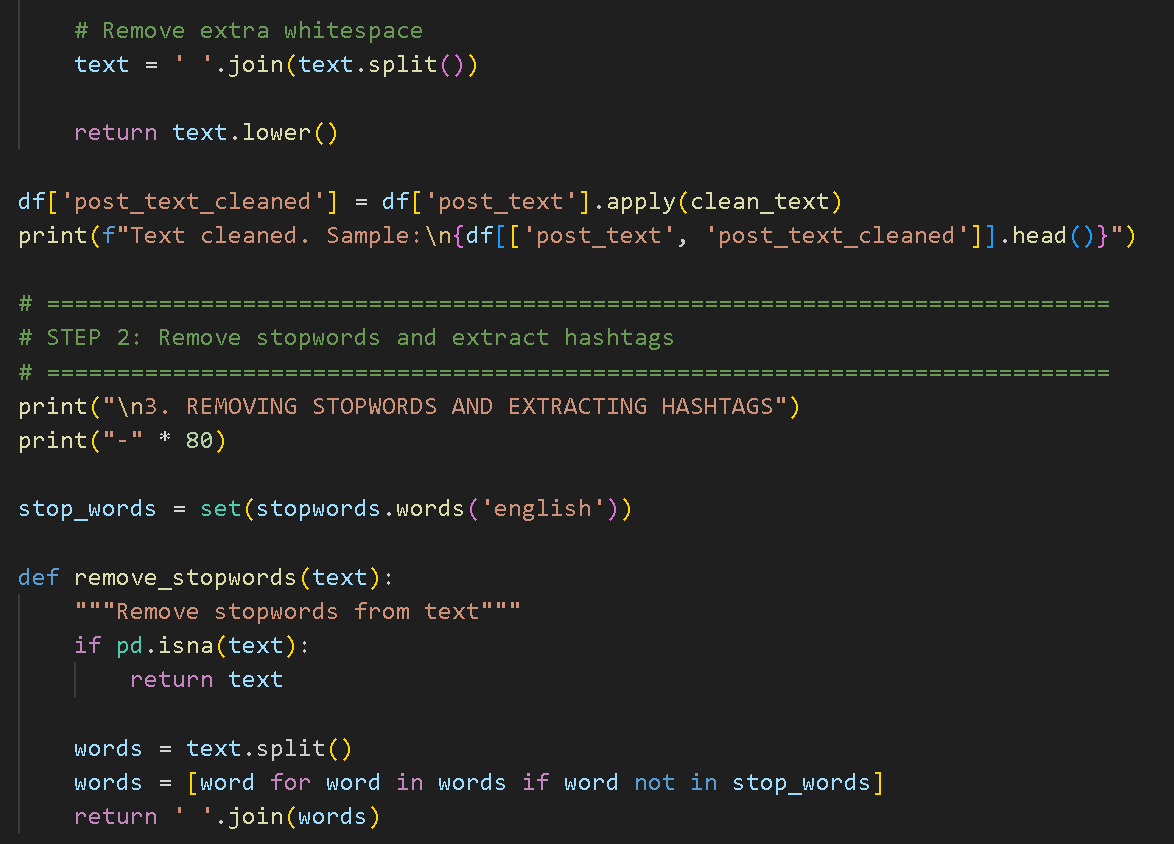 # Remove extra whitespace
    text = ' '.join(text.split())
    return text.lower()
df['post_text_cleaned'] = df['post_text'].apply(clean_text)
print(f"Text cleaned. Sample:\n{df[['post_text', 'post_text_cleaned']].head()}")
# ============================================================================
# STEP 2: Remove stopwords and extract hashtags
# ============================================================================
print("\n3. REMOVING STOPWORDS AND EXTRACTING HASHTAGS")
print("-" * 80)
stop_words = set(stopwords.words('english'))
def remove_stopwords(text):
    """Remove stopwords from text"""
    if pd.isna(text):
        return text
    words = text.split()
    words = [word for word in words if word not in stop_words]
    return ' '.join(words)